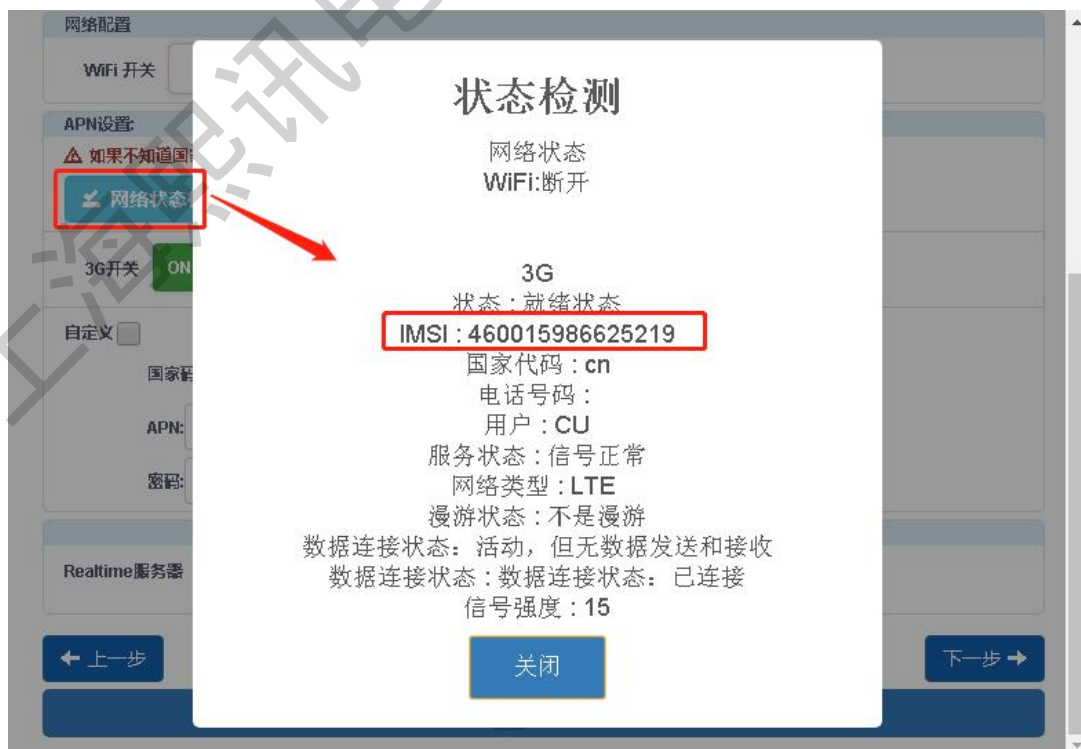 网络配置
WiFi 开关
APN设置:
如果不知道国
网络状态
3G开关
ON
自定义
国家码
APN:
密码:
Realtime服务器
上一步
下一步
状态检测
网络状态
WiFi:断开
3G
状态 : 就绪状态
IMSI : 460015986625219
国家代码 : cn
电话号码 :
用户 : CU
服务状态 : 信号正常
网络类型 : LTE
漫游状态 : 不是漫游
数据连接状态：活动，但无数据发送和接收
数据连接状态 : 数据连接状态：已连接
信号强度 : 15
关闭
上海熙讯电